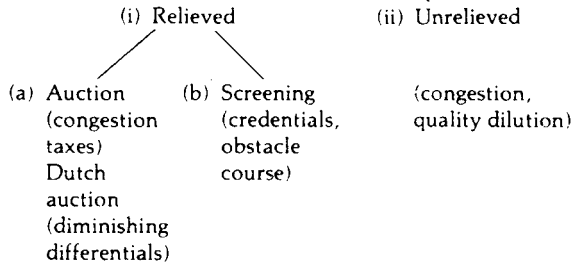 (i) Relieved (ii) Unrelieved
(a) Auction (b) Screening (congestion,
(congestion (credentials, quality dilution)
taxes) obstacle
Dutch course)
auction
(diminishing
differentials)